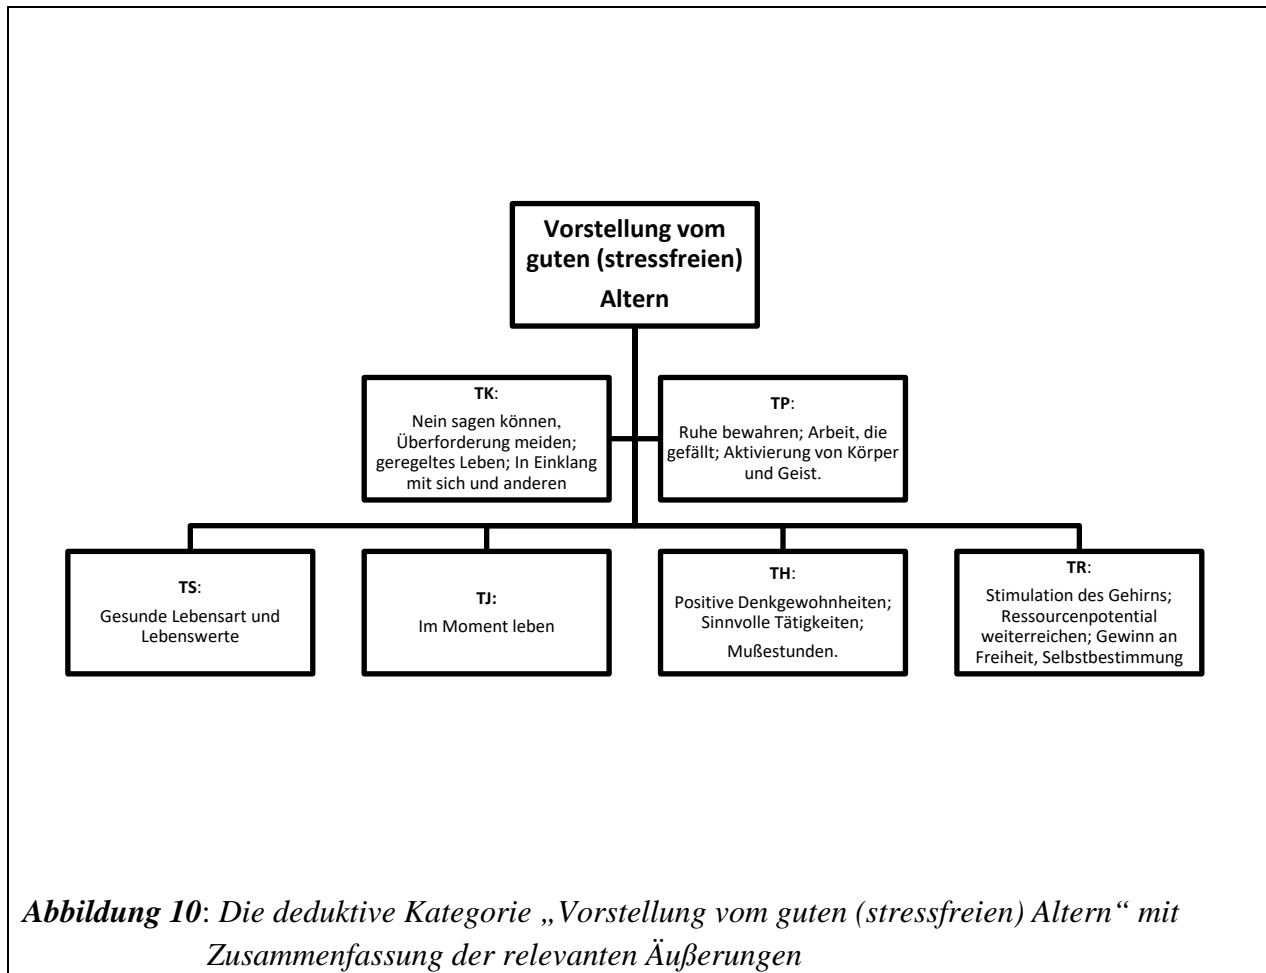 Vorstellung vom
guten (stressfreien)
Altern
TK:
Nein sagen können,
Überforderung meiden;
geregeltes Leben; In Einklang
mit sich und anderen
TP:
Ruhe bewahren; Arbeit, die
gefällt; Aktivierung von Körper
und Geist.
TS:
Gesunde Lebensart und
Lebenswerte
TJ:
Im Moment leben
TH:
Positive Denkgewohnheiten;
Sinnvolle Tätigkeiten;
Mußestunden.
TR:
Stimulation des Gehirns;
Ressourcenpotential
weiterreichen; Gewinn an
Freiheit, Selbstbestimmung
Abbildung 10: Die deduktive Kategorie „Vorstellung vom guten (stressfreien) Altern“ mit
Zusammenfassung der relevanten Äußerungen